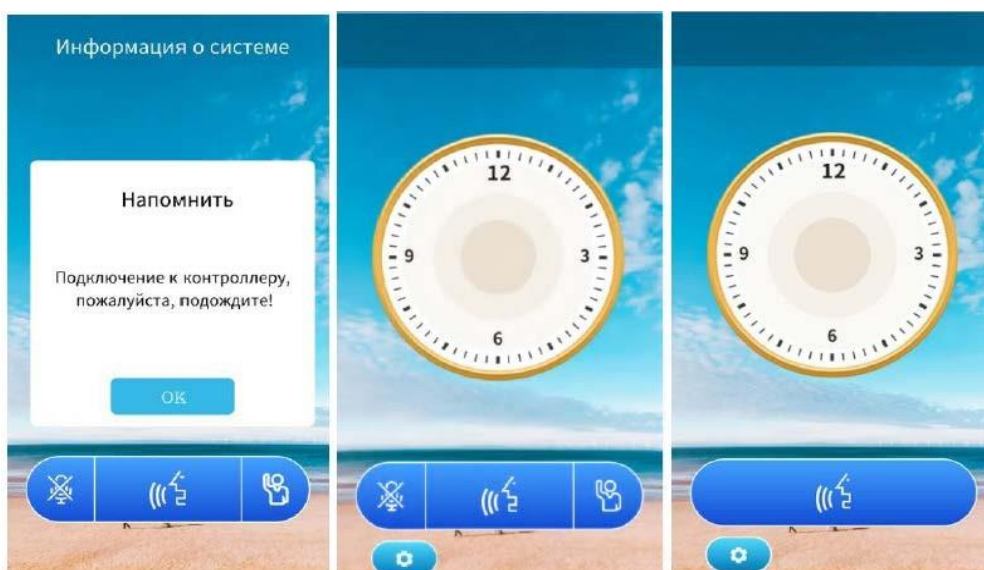 Информация о системе
Напомнить
Подключение к контроллеру,
пожалуйста, подождите!
OK
12
9
3
6
12
9
3
6